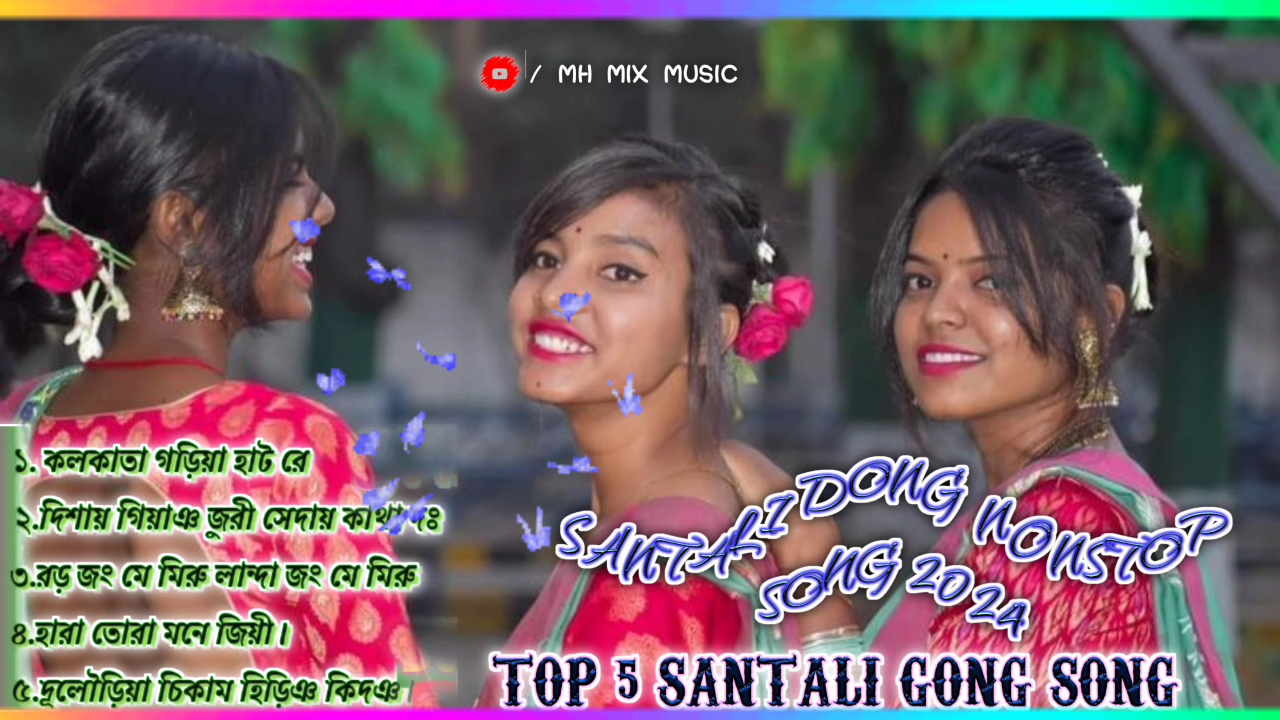 / MH MIX MUSIC
১. কলকাতা গড়িয়া হাট রে
২.দিশায় গিয়াঞ জুরী সেদায় কাথা
৩.রড় জং মে মিরু লান্দা জং মে মিরু
৪.হারা তোরা মনে জিয়ী।
৫.দূলৌড়িয়া চিকাম হিড়িঞ কিদঞ
SANTALI DONG NONSTOP
SONG 2024
TOP 5 SANTALI GONG SONG